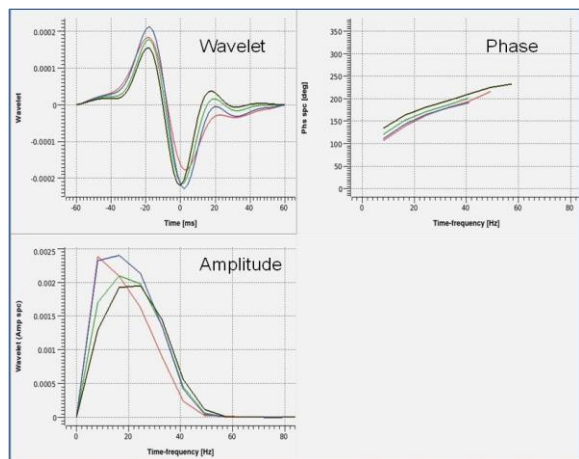 Wavelet
0.0002
0.0001
0
-0.0001
-0.0002
Wavelet
-60 -40 -20 0 20 40 60
Time [ms]
Phase
350
300
250
200
150
100
50
0
Phs spc [deg]
0 20 40 60 80
Time-frequency [Hz]
Amplitude
0.0025
0.002
0.0015
0.001
0.0005
0
Wavelet (Amp spc)
0 20 40 60 80
Time-frequency [Hz]